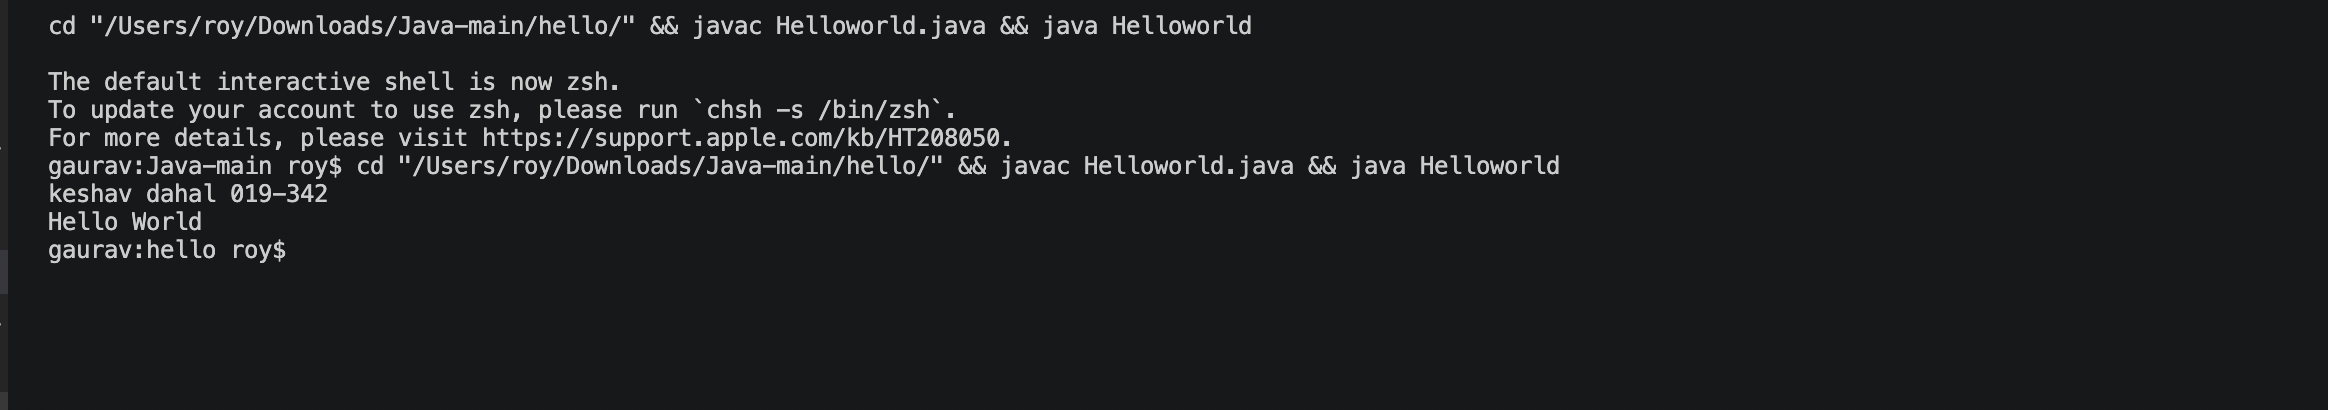 cd "/Users/roy/Downloads/Java-main/hello/" && javac Helloworld.java && java Helloworld
The default interactive shell is now zsh.
To update your account to use zsh, please run `chsh -s /bin/zsh`.
For more details, please visit https://support.apple.com/kb/HT208050.
gaurav:Java-main roy$ cd "/Users/roy/Downloads/Java-main/hello/" && javac Helloworld.java && java Helloworld
keshav dahal 019-342
Hello World
gaurav:hello roy$